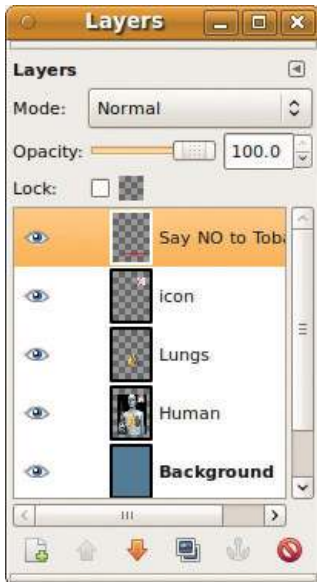 Layers
Layers
Mode: Normal
Opacity: 100.0
Lock:
Say NO to Toba
icon
Lungs
Human
Background